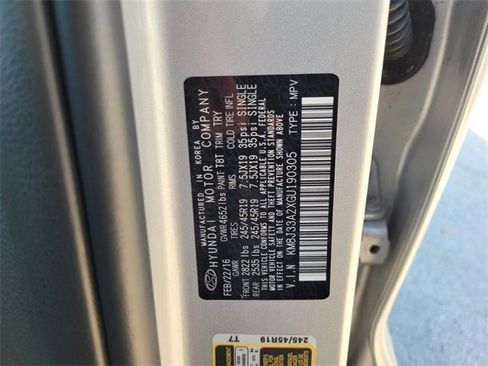 MANUFACTURED IN KOREA BY
HYUNDAI MOTOR COMPANY
FEB/22/16 GVWR 4652 lbs PAINT T8T TRIM TRY
GAWR TIRES RIMS COLD TIRE INFL
FRONT 2822 lbs 245/45R19 7.5JX19 35psi SINGLE
REAR 2535 lbs 245/45R19 7.5JX19 35psi SINGLE
THIS VEHICLE CONFORMS TO ALL APPLICABLE U.S. FEDERAL
MOTOR VEHICLE SAFETY, BUMPER, AND THEFT PREVENTION STANDARDS
IN EFFECT ON THE DATE OF MANUFACTURE SHOWN ABOVE.
V.I.N KM8J33A2XGU190305 TYPE : MPV
T7 245/45R19